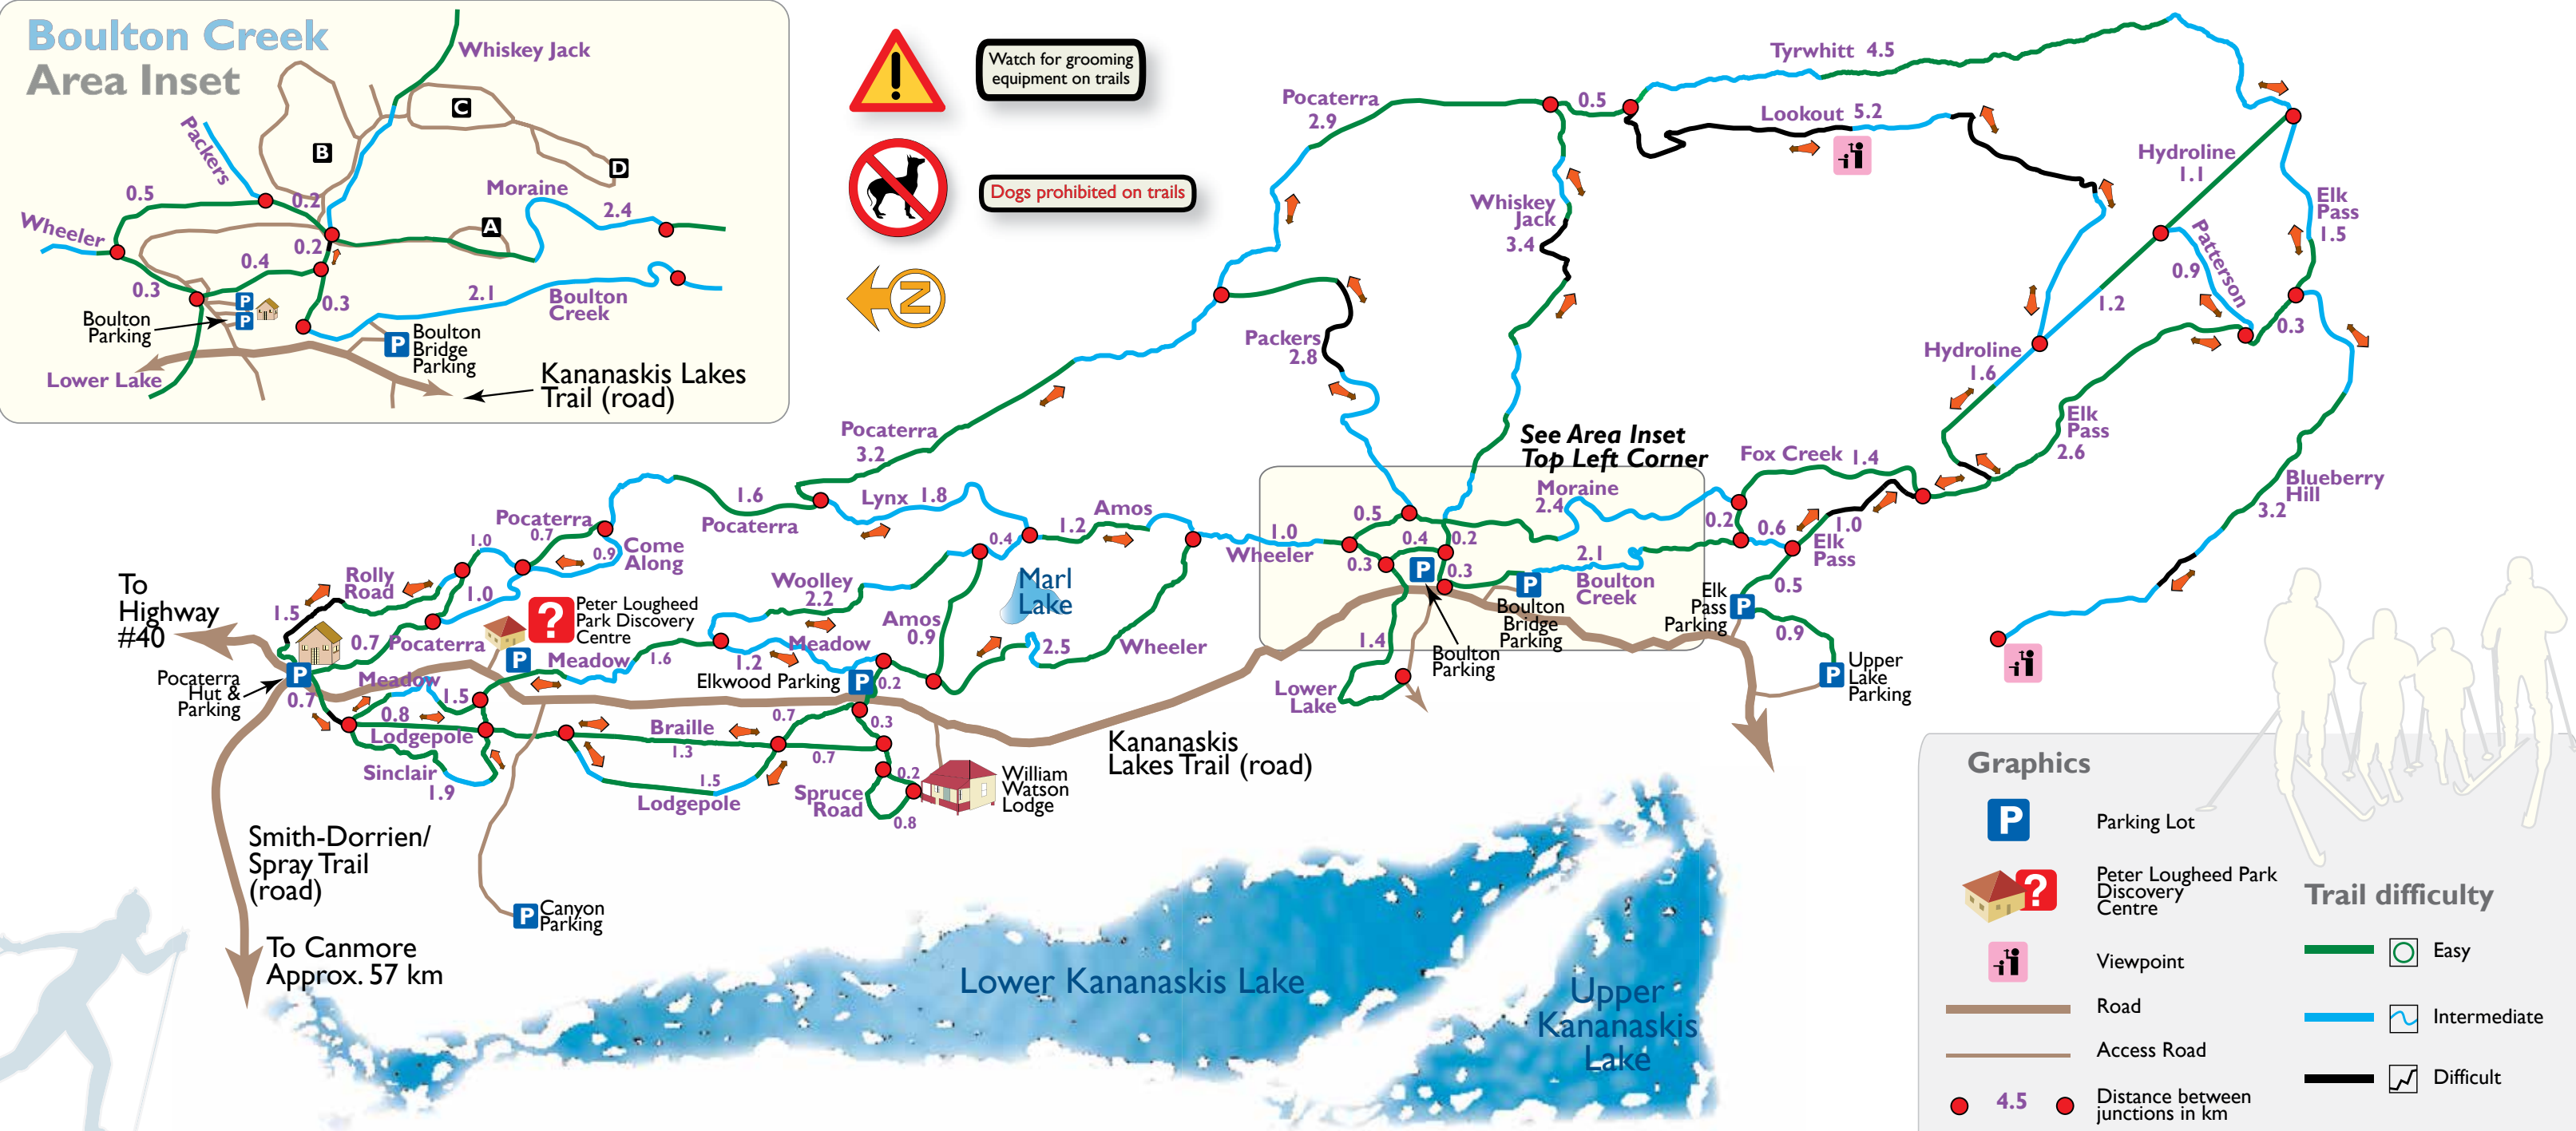 Boulton Creek
Area Inset
Whiskey Jack
Packers
B
C
D
A
0.5
0.2
Moraine
2.4
Wheeler
0.2
0.4
0.3
0.3
2.1
Boulton
Creek
P
P
Boulton
Parking
P
Boulton
Bridge
Parking
Lower Lake
Kananaskis Lakes
Trail (road)
!
Watch for grooming
equipment on trails
Dogs prohibited on trails
N
Tyrwhitt 4.5
Pocaterra
2.9
0.5
Lookout 5.2
Hydroline
1.1
Elk
Pass
1.5
Whiskey
Jack
3.4
Patterson
0.9
1.2
0.3
Packers
2.8
Hydroline
1.6
Elk
Pass
2.6
Pocaterra
3.2
See Area Inset
Top Left Corner
Fox Creek 1.4
Blueberry
Hill
3.2
1.6
Pocaterra
Lynx 1.8
Amos
1.2
Moraine
2.4
0.5
0.2
0.6
1.0
Elk
Pass
Pocaterra
0.7
1.0
0.9
Come
Along
0.4
1.0
Wheeler
0.4
0.2
0.3
0.3
P
2.1
P
Boulton
Creek
0.5
To
Highway
#40
Rolly
Road
1.0
1.5
Woolley
2.2
Marl
Lake
Elk
Pass
Parking
P
Boulton
Bridge
Parking
0.9
?
Peter Lougheed
Park Discovery
Centre
0.7 Pocaterra
P
Amos
0.9
Meadow
1.6
Meadow
1.2
2.5
Wheeler
1.4
Boulton
Parking
P
Upper
Lake
Parking
Pocaterra
Hut &
Parking
P
0.7
Meadow
1.5
Elkwood Parking
P
0.2
Lower
Lake
0.8
Lodgepole
Braille
1.3
0.7
0.3
0.7
Kananaskis
Lakes Trail (road)
Sinclair
1.9
1.5
Lodgepole
Spruce
Road
0.2
0.8
William
Watson
Lodge
Smith-Dorrien/
Spray Trail
(road)
P
Canyon
Parking
To Canmore
Approx. 57 km
Lower Kananaskis Lake
Upper
Kananaskis
Lake
Graphics
P
Parking Lot
?
Peter Lougheed Park
Discovery
Centre
Viewpoint
Road
Access Road
4.5
Distance between
junctions in km
Trail difficulty
Easy
Intermediate
Difficult